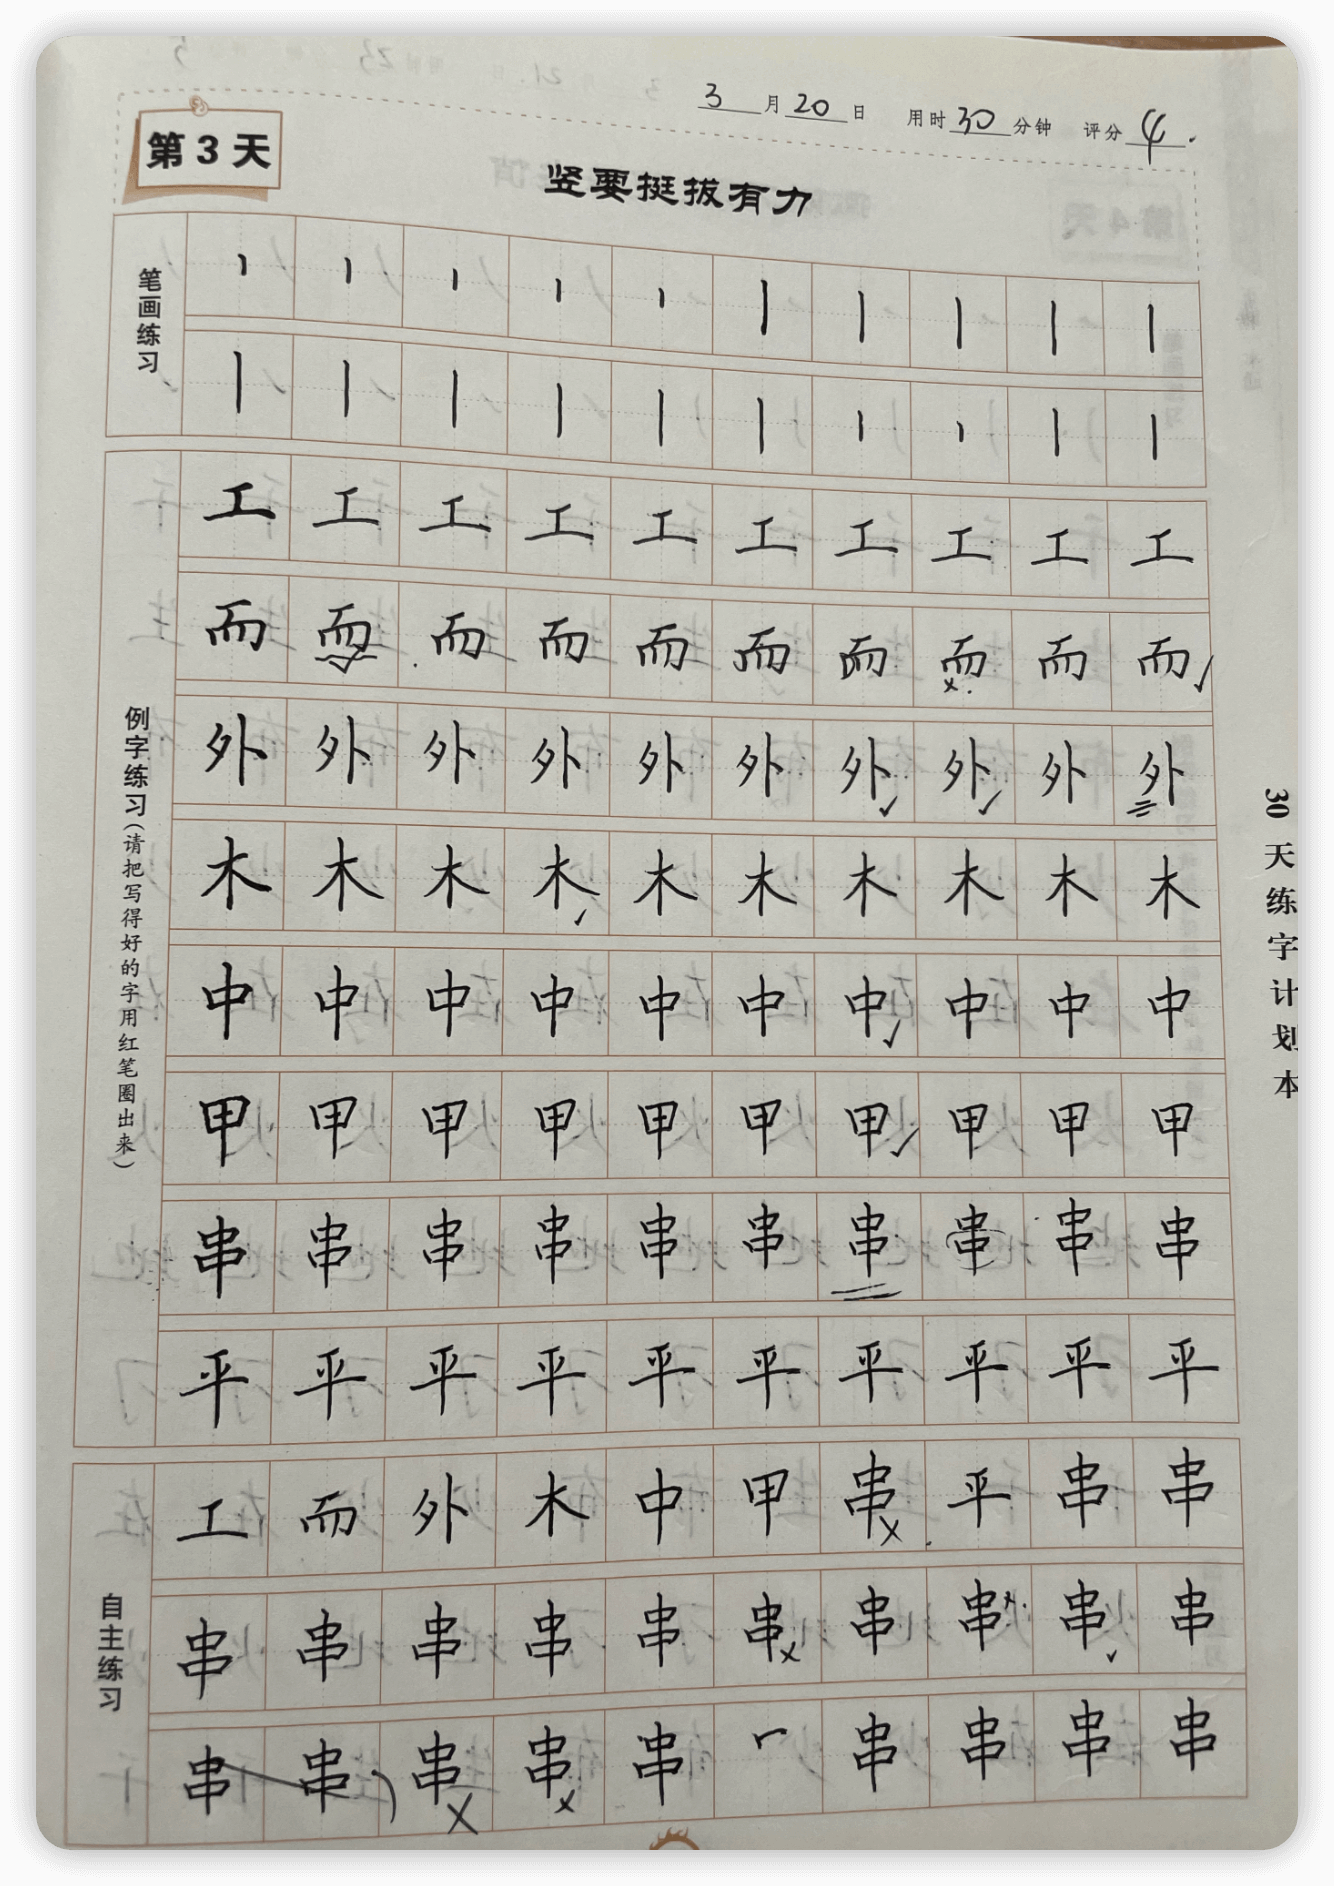 3月20日 用时30分钟 评分4.
第3天
竖要挺拔有力
笔画练习
丨丨丨丨丨丨丨丨丨丨
丨丨丨丨丨丨丨丨丨丨
例字练习(请把写得好的字用红笔圈出来)
工工工工工工工工工工
而而而而而而而而而而
外外外外外外外外外外
木木木木木木木木木木
中中中中中中中中中中
甲甲甲甲甲甲甲甲甲甲
串串串串串串串串串串
平平平平平平平平平平
自主练习
工而外木中甲串平串串
串串串串串串串串串串
串串串串串串串串串
30天练字计划本